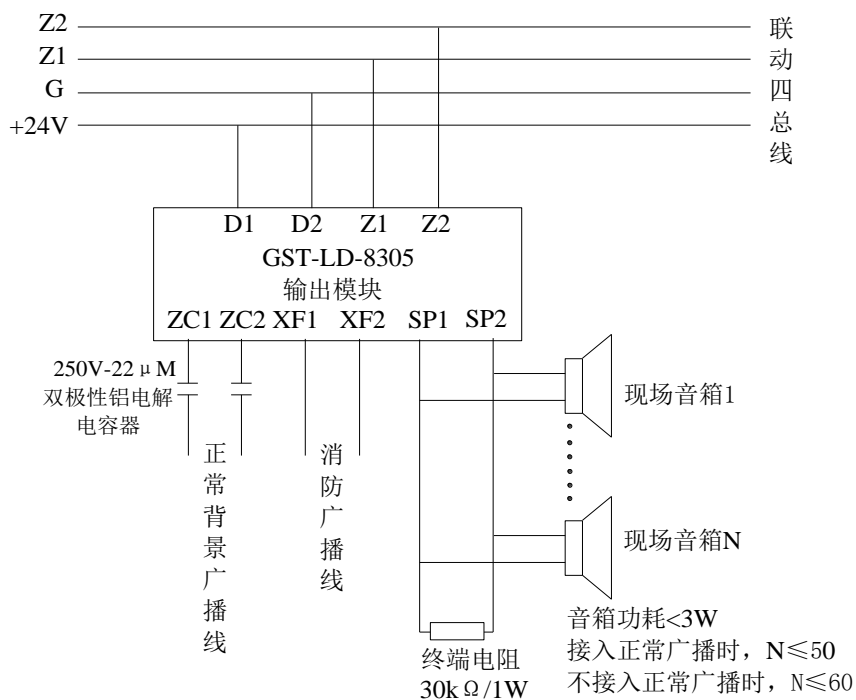 Z2
Z1
G
+24V
联动四总线
D1 D2 Z1 Z2
GST-LD-8305
输出模块
ZC1 ZC2 XF1 XF2 SP1 SP2
250V-22μM
双极性铝电解
电容器
正常背景广播线
消防广播线
现场音箱1
现场音箱N
终端电阻
30kΩ/1W
音箱功耗<3W
接入正常广播时，N≤50
不接入正常广播时，N≤60